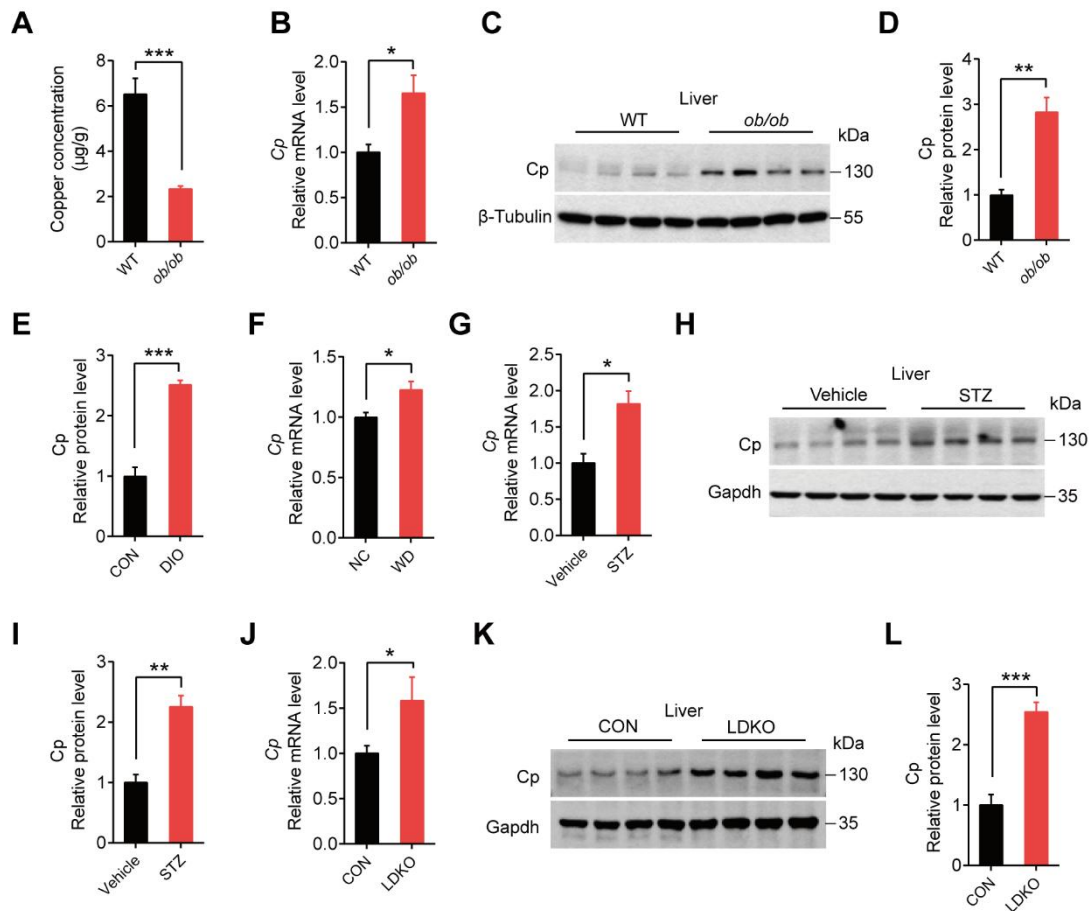 A
Copper concentration
(μg/g)
8
6
4
2
0
***
WT
ob/ob
B
Cp
Relative mRNA level
2.0
1.5
1.0
0.5
0.0
*
WT
ob/ob
C
Liver
WT
ob/ob
kDa
Cp
130
β-Tubulin
55
D
Cp
Relative protein level
4
3
2
1
0
**
WT
ob/ob
E
Cp
Relative protein level
3
2
1
0
***
CON
DIO
F
Cp
Relative mRNA level
1.5
1.0
0.5
0.0
*
NC
WD
G
Cp
Relative mRNA level
2.5
2.0
1.5
1.0
0.5
0.0
*
Vehicle
STZ
H
Liver
Vehicle
STZ
kDa
Cp
130
Gapdh
35
I
Cp
Relative protein level
3
2
1
0
**
Vehicle
STZ
J
Cp
Relative mRNA level
2.0
1.5
1.0
0.5
0.0
*
CON
LDKO
K
Liver
CON
LDKO
kDa
Cp
130
Gapdh
35
L
Cp
Relative protein level
3
2
1
0
***
CON
LDKO